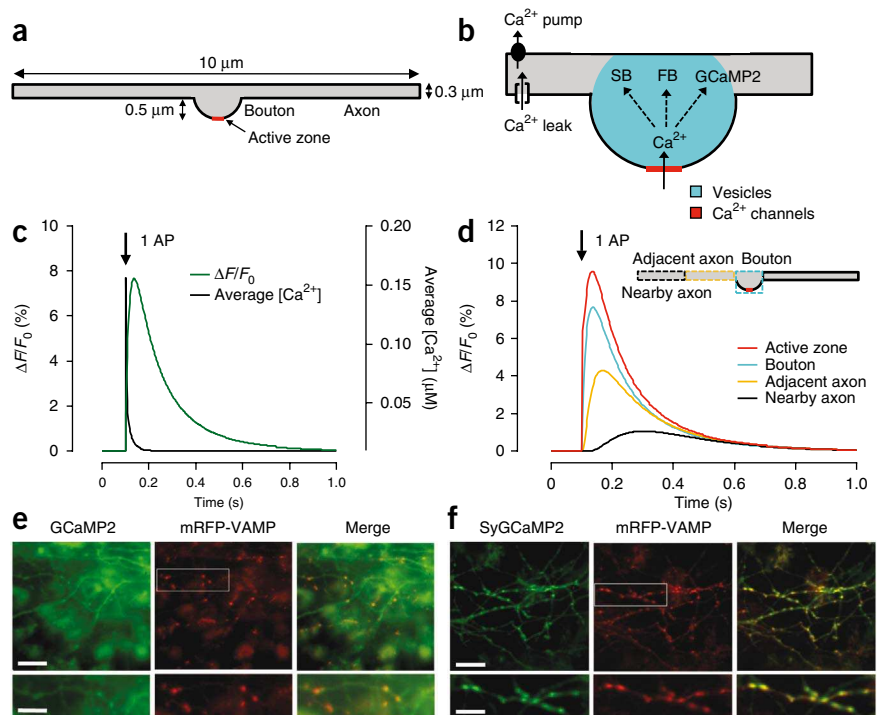 a
10 μm
0.3 μm
0.5 μm
Bouton
Axon
Active zone
b
Ca2+ pump
SB
FB
GCaMP2
Ca2+ leak
Ca2+
Vesicles
Ca2+ channels
c
10
8
6
4
2
0
ΔF/F0 (%)
1 AP
ΔF/F0
Average [Ca2+]
0.20
0.15
0.10
0.05
Average [Ca2+] (μM)
0
0.2
0.4
0.6
0.8
1.0
Time (s)
d
12
10
8
6
4
2
0
ΔF/F0 (%)
1 AP
Adjacent axon
Bouton
Nearby axon
Active zone
Bouton
Adjacent axon
Nearby axon
0
0.2
0.4
0.6
0.8
1.0
Time (s)
e
GCaMP2
mRFP-VAMP
Merge
f
SyGCaMP2
mRFP-VAMP
Merge